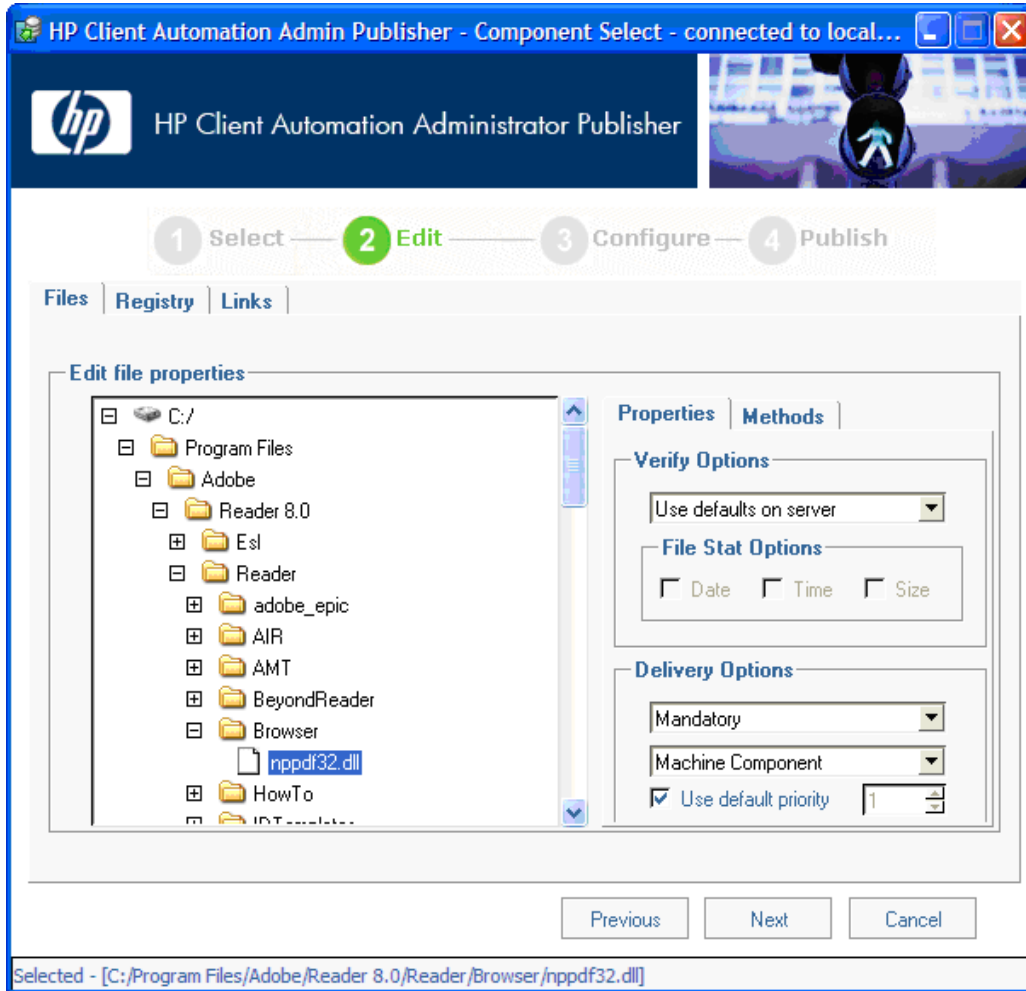 HP Client Automation Admin Publisher - Component Select - connected to local...
hp HP Client Automation Administrator Publisher
1 Select 2 Edit 3 Configure 4 Publish
Files Registry Links
Edit file properties
C:/
Program Files
Adobe
Reader 8.0
Esl
Reader
adobe_epic
AIR
AMT
BeyondReader
Browser
nppdf32.dll
HowTo
Properties Methods
Verify Options
Use defaults on server
File Stat Options
Date Time Size
Delivery Options
Mandatory
Machine Component
Use default priority 1
Previous Next Cancel
Selected - [C:/Program Files/Adobe/Reader 8.0/Reader/Browser/nppdf32.dll]